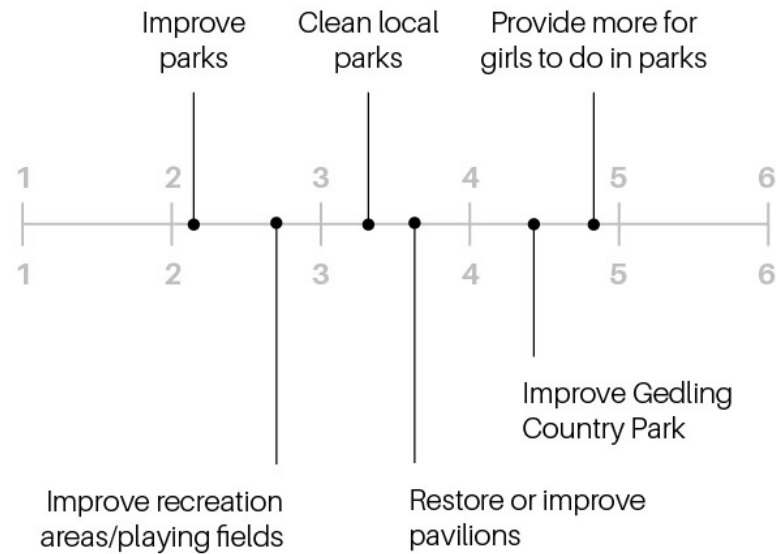 Improve
parks
Clean local
parks
Provide more for
girls to do in parks
1 2 3 4 5 6
1 2 3 4 5 6
Improve Gedling
Country Park
Improve recreation
areas/playing fields
Restore or improve
pavilions